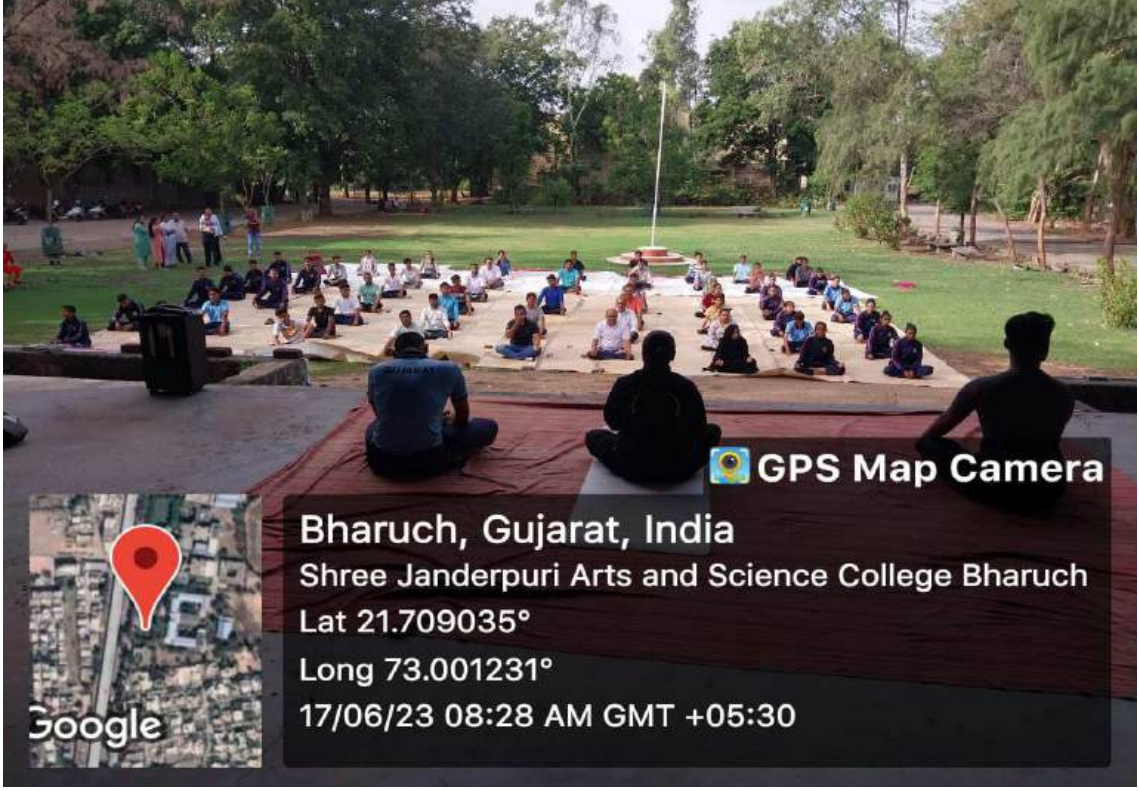 GUJARAT
GPS Map Camera
Bharuch, Gujarat, India
Shree Janderpuri Arts and Science College Bharuch
Lat 21.709035°
Long 73.001231°
17/06/23 08:28 AM GMT +05:30
Google